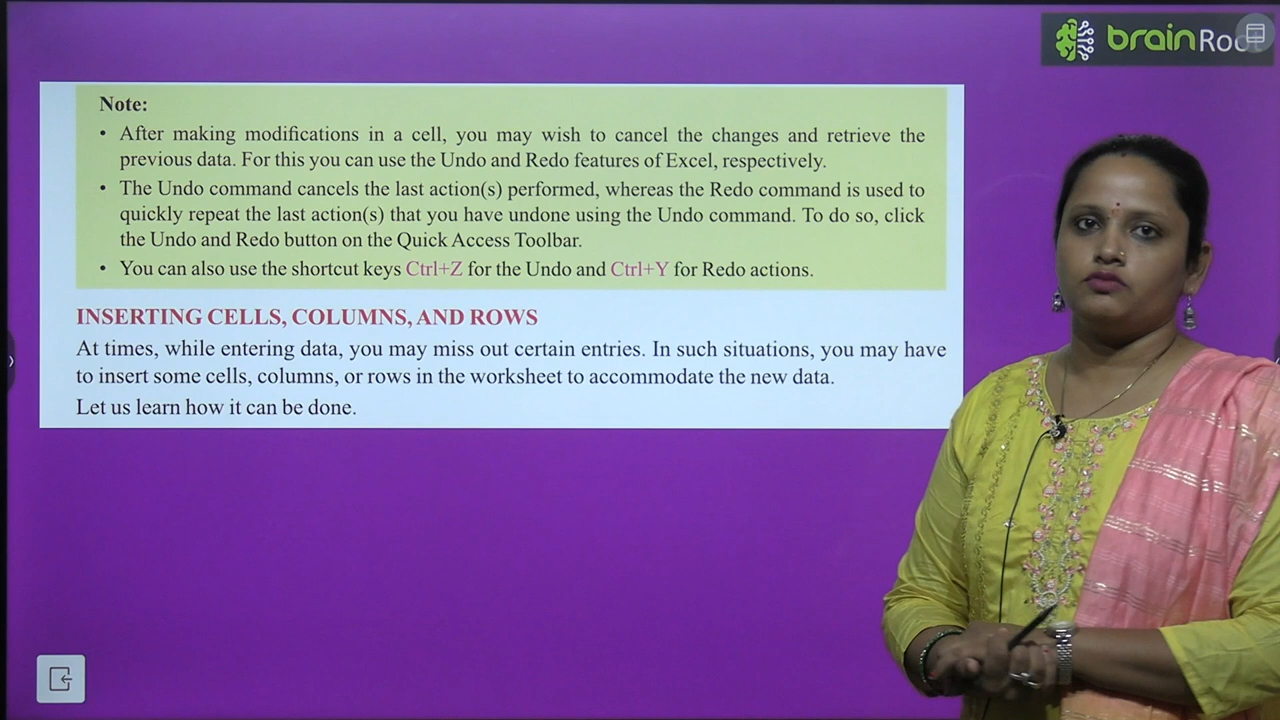 brainRo
Note:
• After making modifications in a cell, you may wish to cancel the changes and retrieve the
previous data. For this you can use the Undo and Redo features of Excel, respectively.
• The Undo command cancels the last action(s) performed, whereas the Redo command is used to
quickly repeat the last action(s) that you have undone using the Undo command. To do so, click
the Undo and Redo button on the Quick Access Toolbar.
• You can also use the shortcut keys Ctrl+Z for the Undo and Ctrl+Y for Redo actions.
INSERTING CELLS, COLUMNS, AND ROWS
At times, while entering data, you may miss out certain entries. In such situations, you may have
to insert some cells, columns, or rows in the worksheet to accommodate the new data.
Let us learn how it can be done.